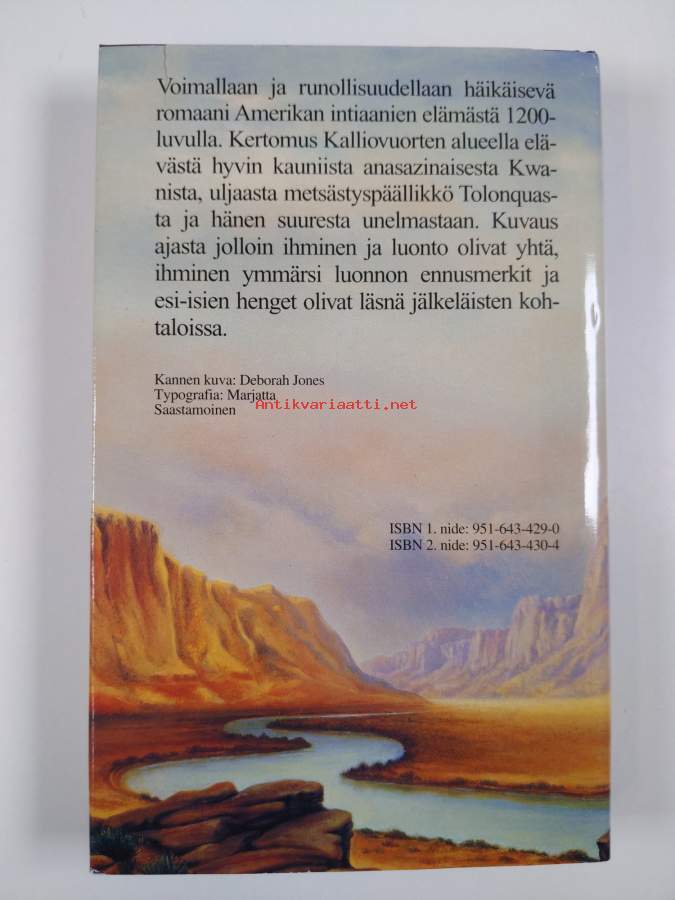 Voimallaan ja runollisuudellaan häikäisevä
romaani Amerikan intiaanien elämästä 1200-
luvulla. Kertomus Kalliovuorten alueella elä-
västä hyvin kauniista anasazinaisesta Kwa-
nista, uljaasta metsästyspäällikkö Tolonquas-
ta ja hänen suuresta unelmastaan. Kuvaus
ajasta jolloin ihminen ja luonto olivat yhtä,
ihminen ymmärsi luonnon ennusmerkit ja
esi-isien henget olivat läsnä jälkeläisten koh-
taloissa.
Kannen kuva: Deborah Jones
Typografia: Marjatta
Saastamoinen
Antikvariaatti.net
ISBN 1. nide: 951-643-429-0
ISBN 2. nide: 951-643-430-4